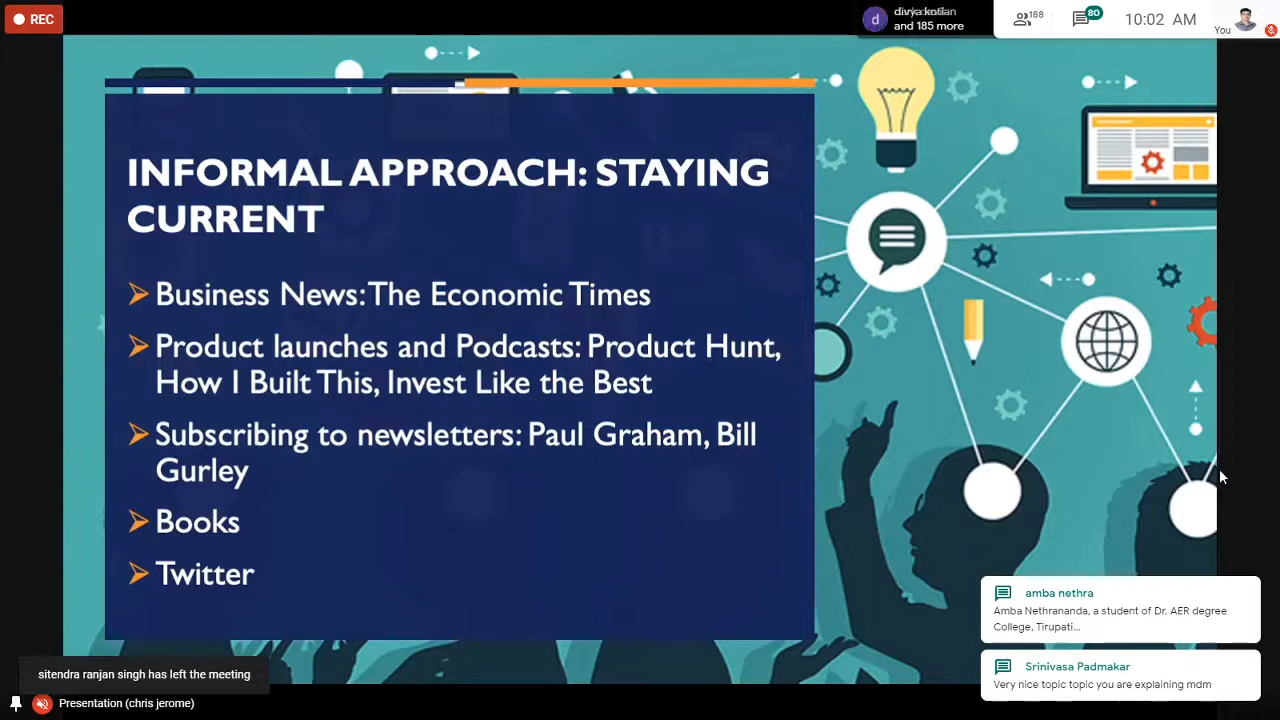 REC
divya kotian
and 185 more
188
80
10:02 AM
You
d
INFORMAL APPROACH: STAYING
CURRENT
Business News: The Economic Times
Product launches and Podcasts: Product Hunt,
How I Built This, Invest Like the Best
Subscribing to newsletters: Paul Graham, Bill
Gurley
Books
Twitter
amba nethra
Amba Nethrananda, a student of Dr. AER degree
College, Tirupati...
Srinivasa Padmakar
Very nice topic topic you are explaining mdm
sitendra ranjan singh has left the meeting
Presentation (chris jerome)